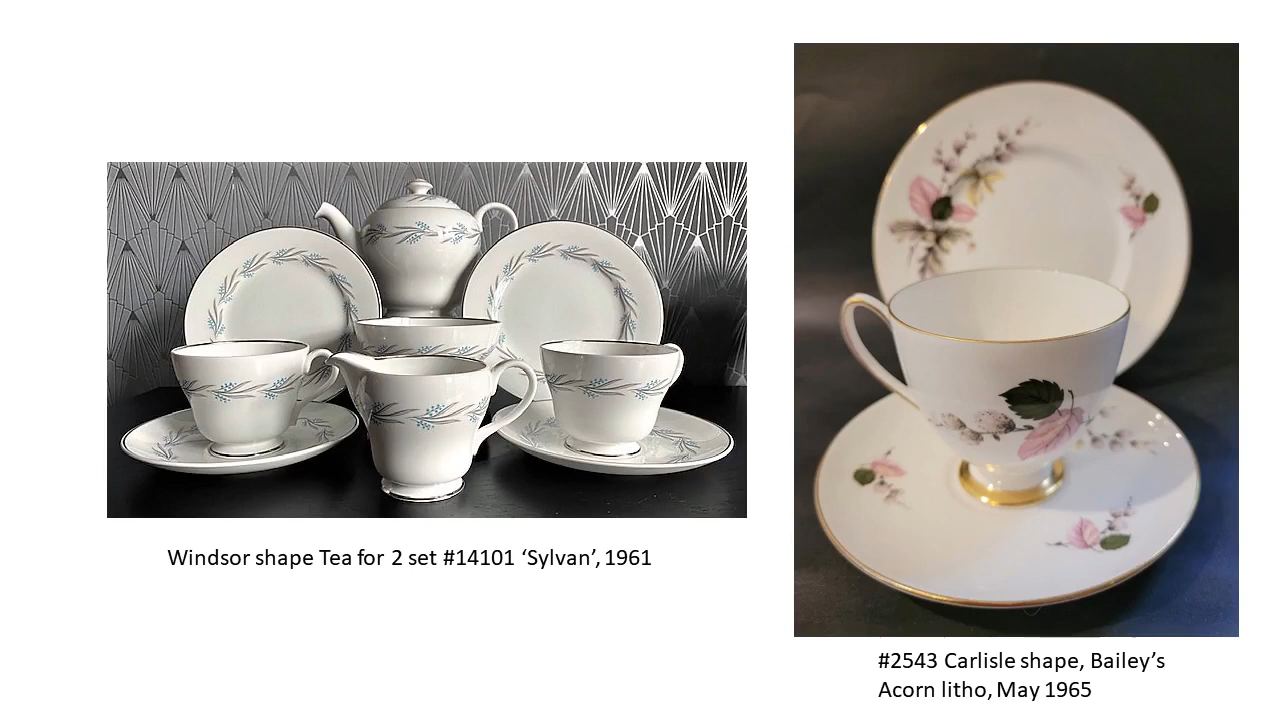 Windsor shape Tea for 2 set #14101 ‘Sylvan’, 1961
#2543 Carlisle shape, Bailey’s
Acorn litho, May 1965